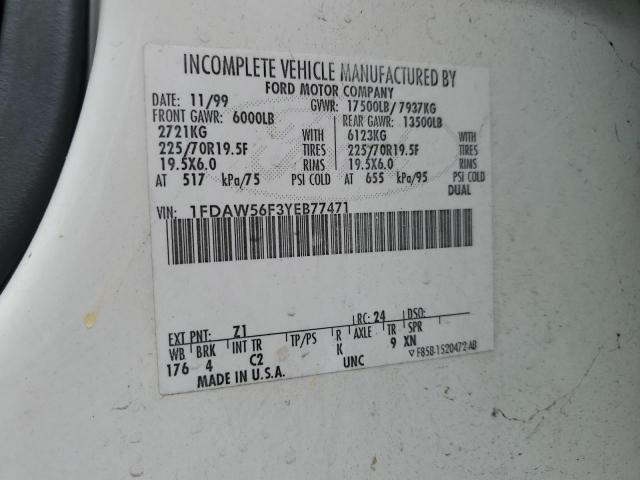 INCOMPLETE VEHICLE MANUFACTURED BY
FORD MOTOR COMPANY
DATE: 11/99 GVWR: 17500LB/ 7937KG
FRONT GAWR: 6000LB REAR GAWR: 13500LB
2721KG WITH 6123KG WITH
225/70R19.5F TIRES 225/70R19.5F TIRES
19.5X6.0 RIMS 19.5X6.0 RIMS
AT 517 kPa/75 PSI COLD AT 655 kPa/95 PSI COLD
DUAL
VIN: 1FDAW56F3YEB77471
EXT PNT: Z1 RC: 24 DSO:
WB BRK INT TR TP/PS R AXLE TR SPR
176 4 C2 K 9 XN
MADE IN U.S.A. UNC
▽ F85B-1520472-AB